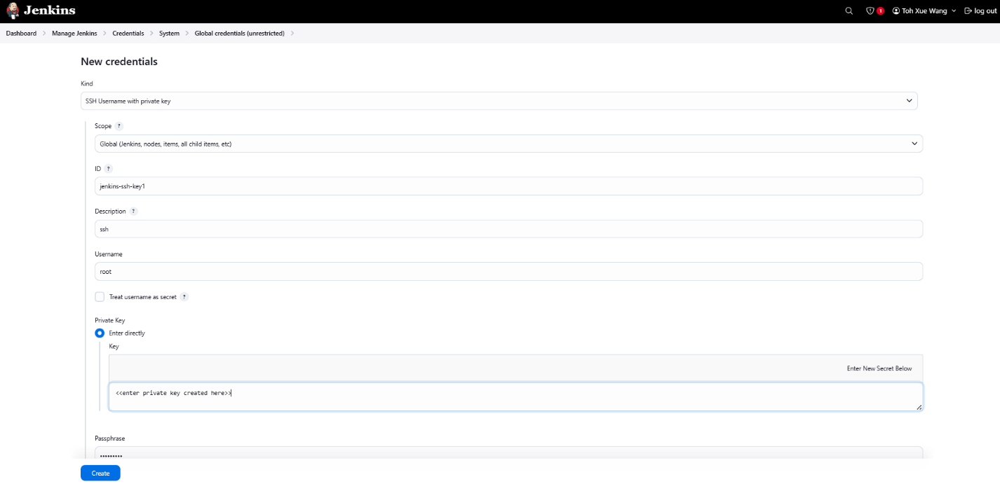 Jenkins
1
Toh Xue Wang
log out
Dashboard
Manage Jenkins
Credentials
System
Global credentials (unrestricted)
New credentials
Kind
SSH Username with private key
Scope ?
Global (Jenkins, nodes, items, all child items, etc)
ID ?
jenkins-ssh-key1
Description ?
ssh
Username
root
Treat username as secret ?
Private Key
Enter directly
Key
Enter New Secret Below
<<enter private key created here>>
Passphrase
•••••••••
Create